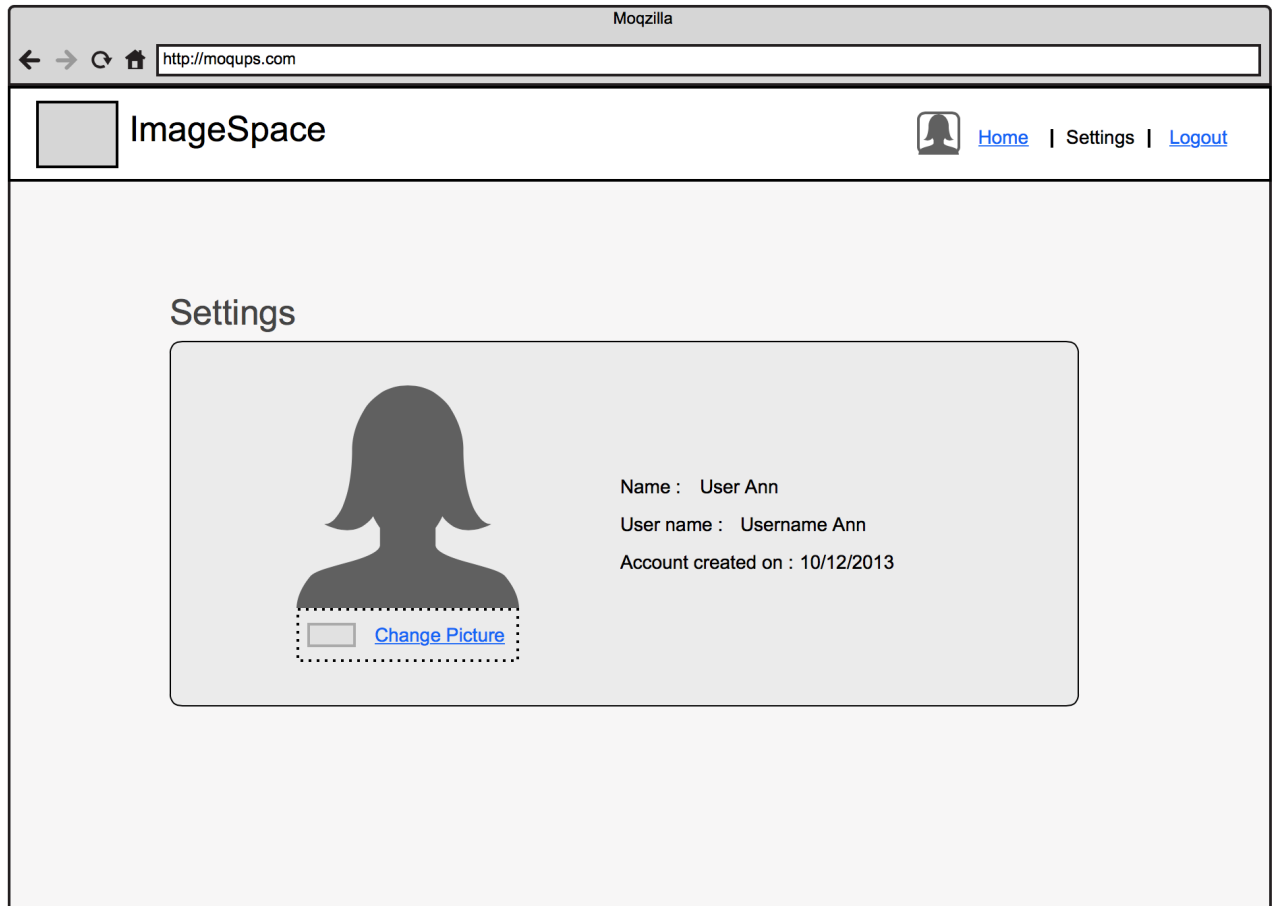 Moqzilla
http://moqups.com
ImageSpace
Home | Settings | Logout
Settings
Name : User Ann
User name : Username Ann
Account created on : 10/12/2013
Change Picture